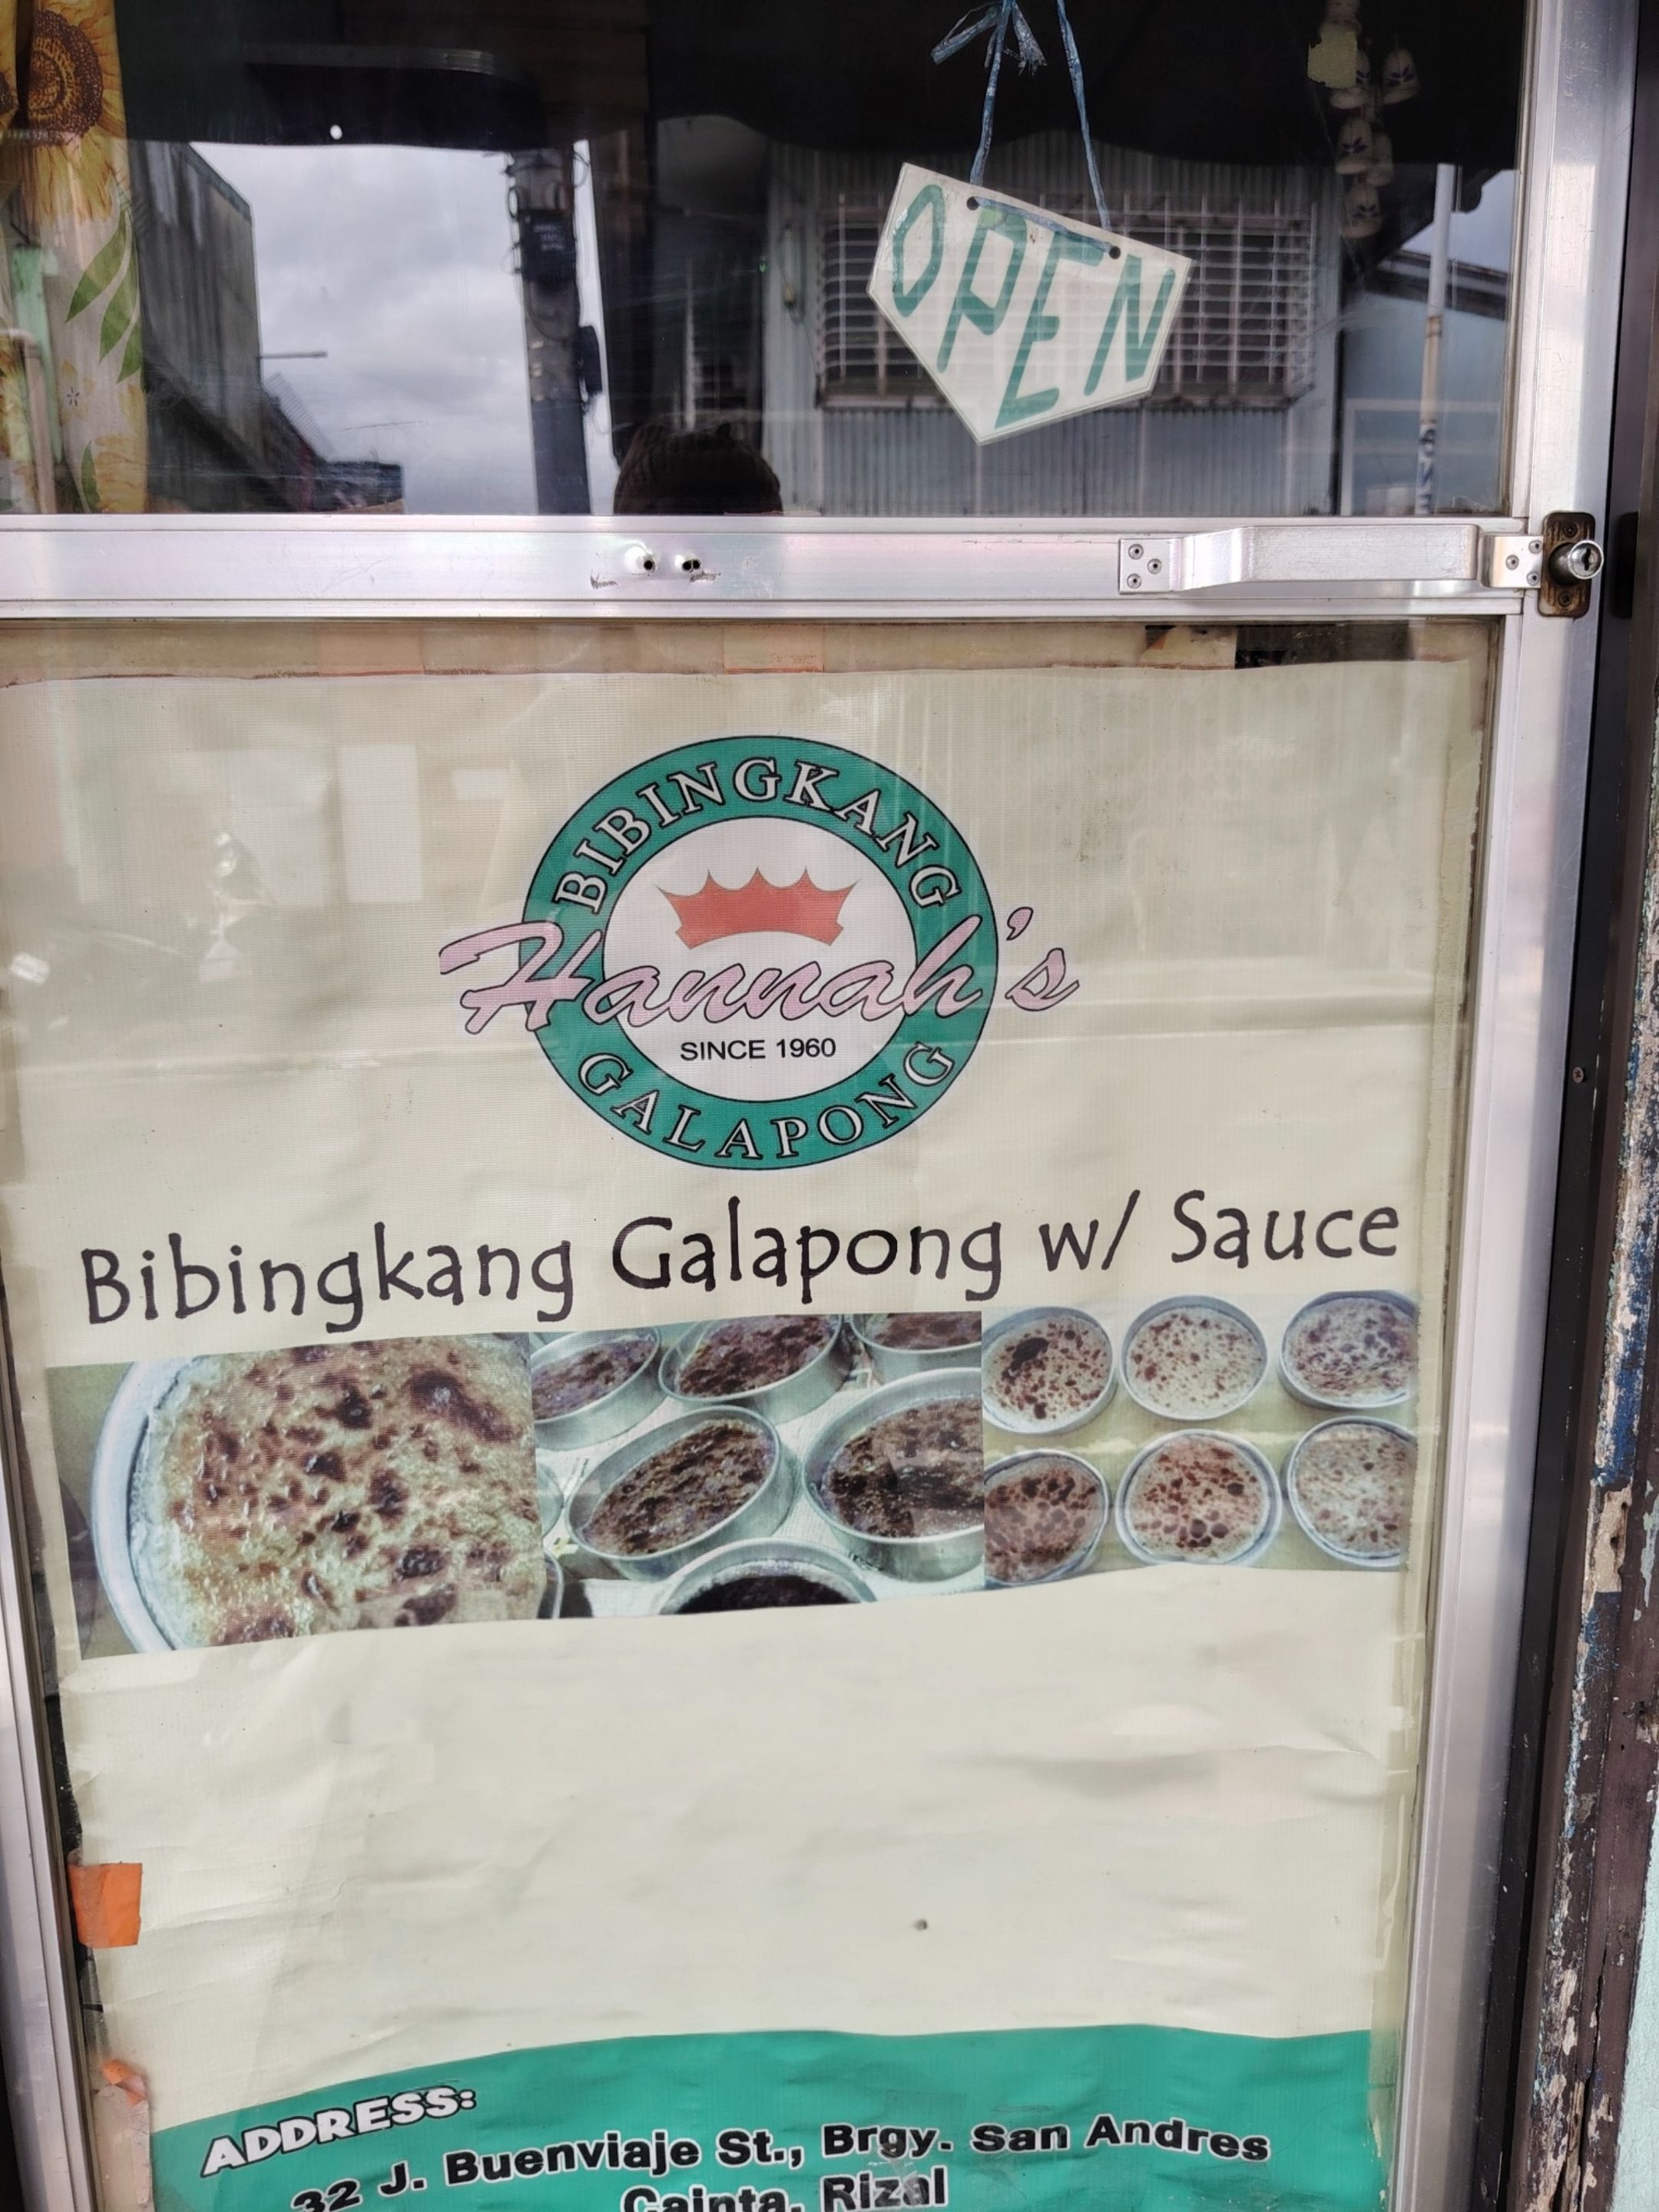 OPEN
BIBINGKANG
Hannah's
SINCE 1960
GALAPONG
Bibingkang Galapong w/ Sauce
ADDRESS:
32 J. Buenviaje St., Brgy. San Andres
Cainta, Rizal